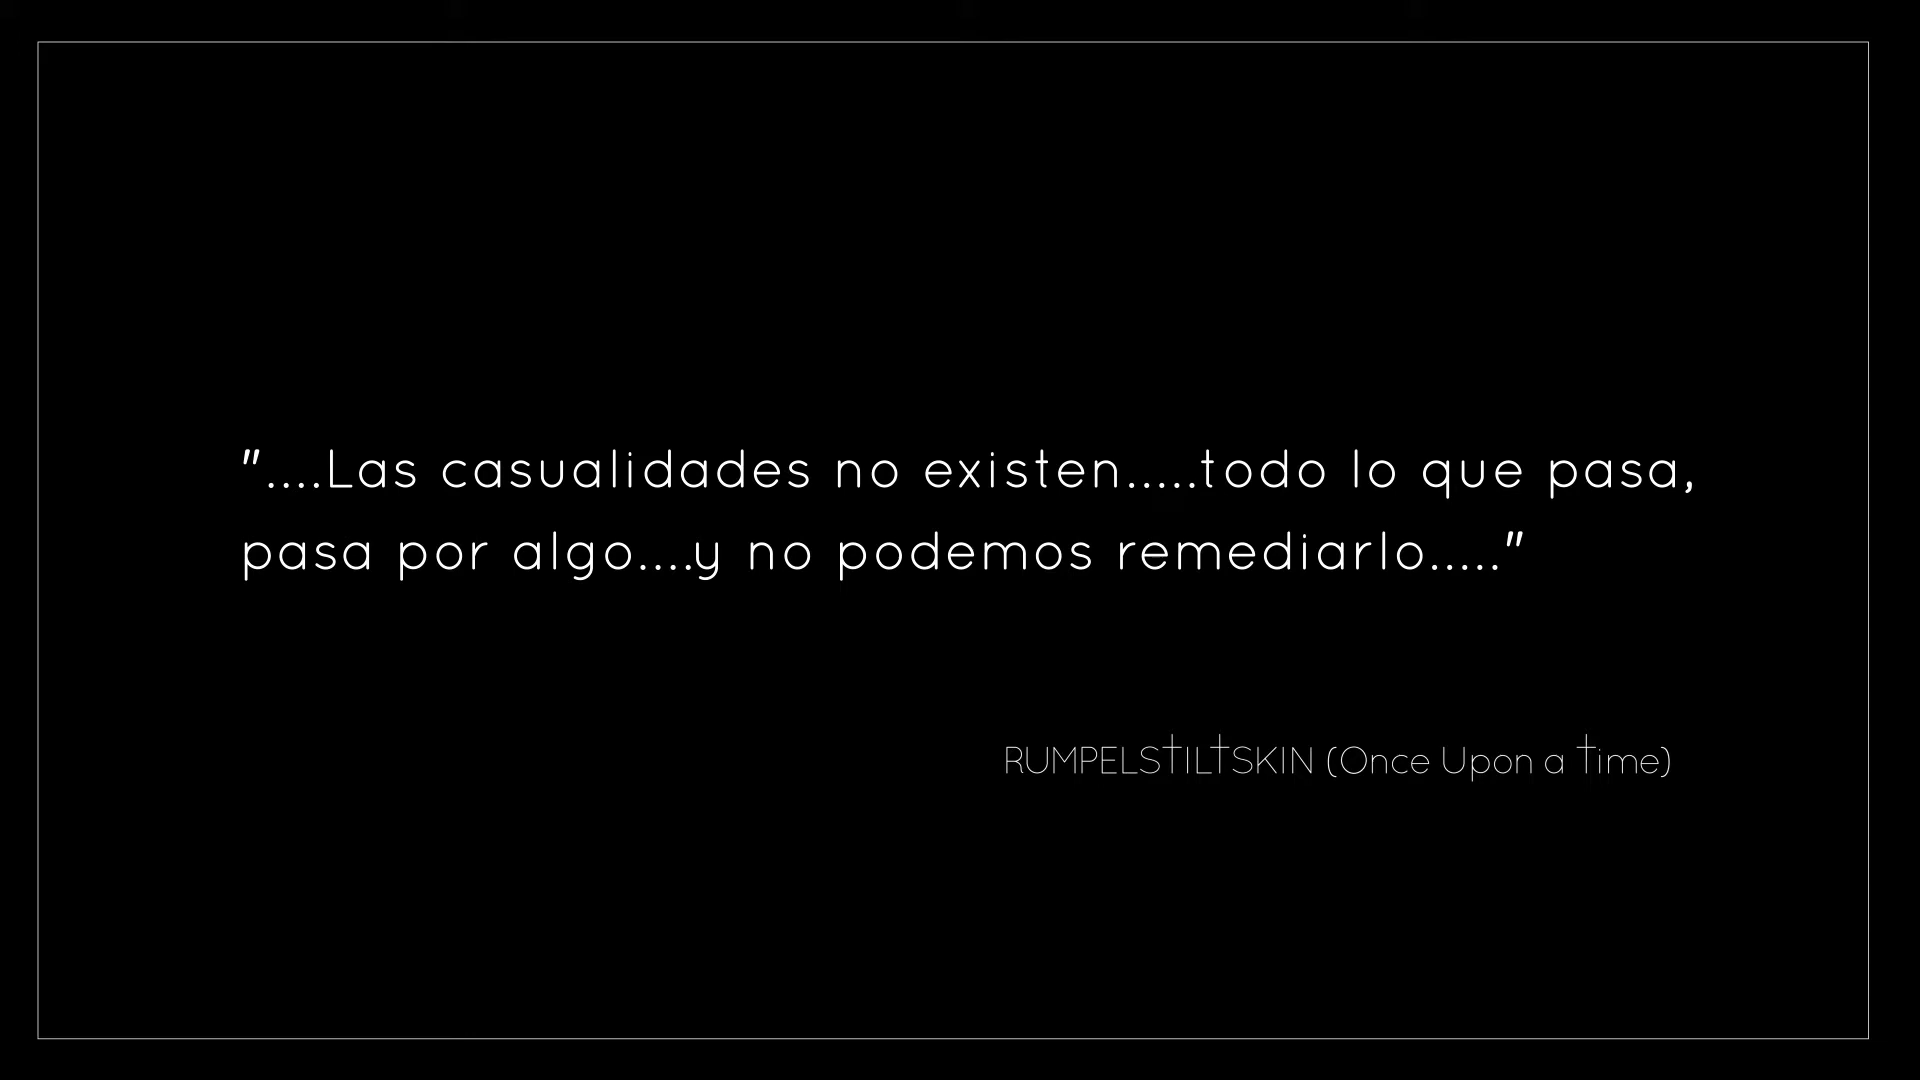 "....Las casualidades no existen.....todo lo que pasa,
pasa por algo....y no podemos remediarlo....."
RUMPELSTILTSKIN (Once Upon a Time)